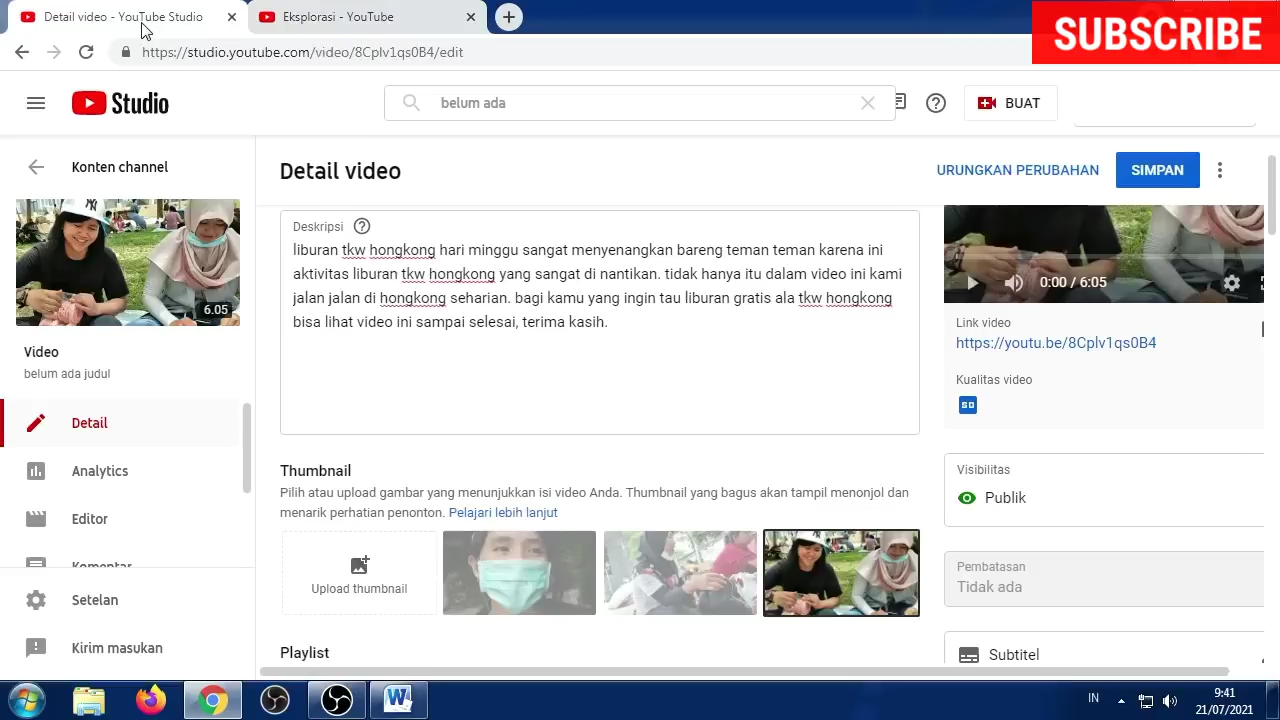 Detail video - YouTube Studio
Eksplorasi - YouTube
SUBSCRIBE
https://studio.youtube.com/video/8Cplv1qs0B4/edit
Studio
belum ada
BUAT
Konten channel
Detail video
URUNGKAN PERUBAHAN
SIMPAN
6.05
Video
belum ada judul
Detail
Analytics
Editor
Komentar
Setelan
Kirim masukan
Deskripsi
liburan tkw hongkong hari minggu sangat menyenangkan bareng teman teman karena ini
aktivitas liburan tkw hongkong yang sangat di nantikan. tidak hanya itu dalam video ini kami
jalan jalan di hongkong seharian. bagi kamu yang ingin tau liburan gratis ala tkw hongkong
bisa lihat video ini sampai selesai, terima kasih.
Thumbnail
Pilih atau upload gambar yang menunjukkan isi video Anda. Thumbnail yang bagus akan tampil menonjol dan
menarik perhatian penonton. Pelajari lebih lanjut
Upload thumbnail
Playlist
0:00 / 6:05
Link video
https://youtu.be/8Cplv1qs0B4
Kualitas video
SD
Visibilitas
Publik
Pembatasan
Tidak ada
Subtitel
IN
9:41
21/07/2021